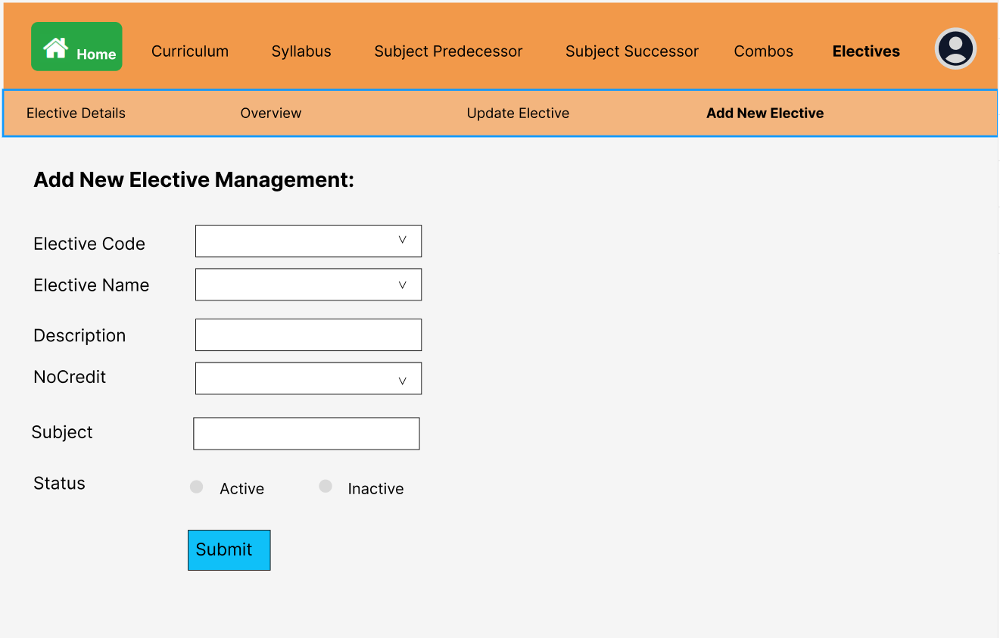 Home Curriculum Syllabus Subject Predecessor Subject Successor Combos Electives
Elective Details Overview Update Elective Add New Elective
Add New Elective Management:
Elective Code
Elective Name
Description
NoCredit
Subject
Status Active Inactive
Submit